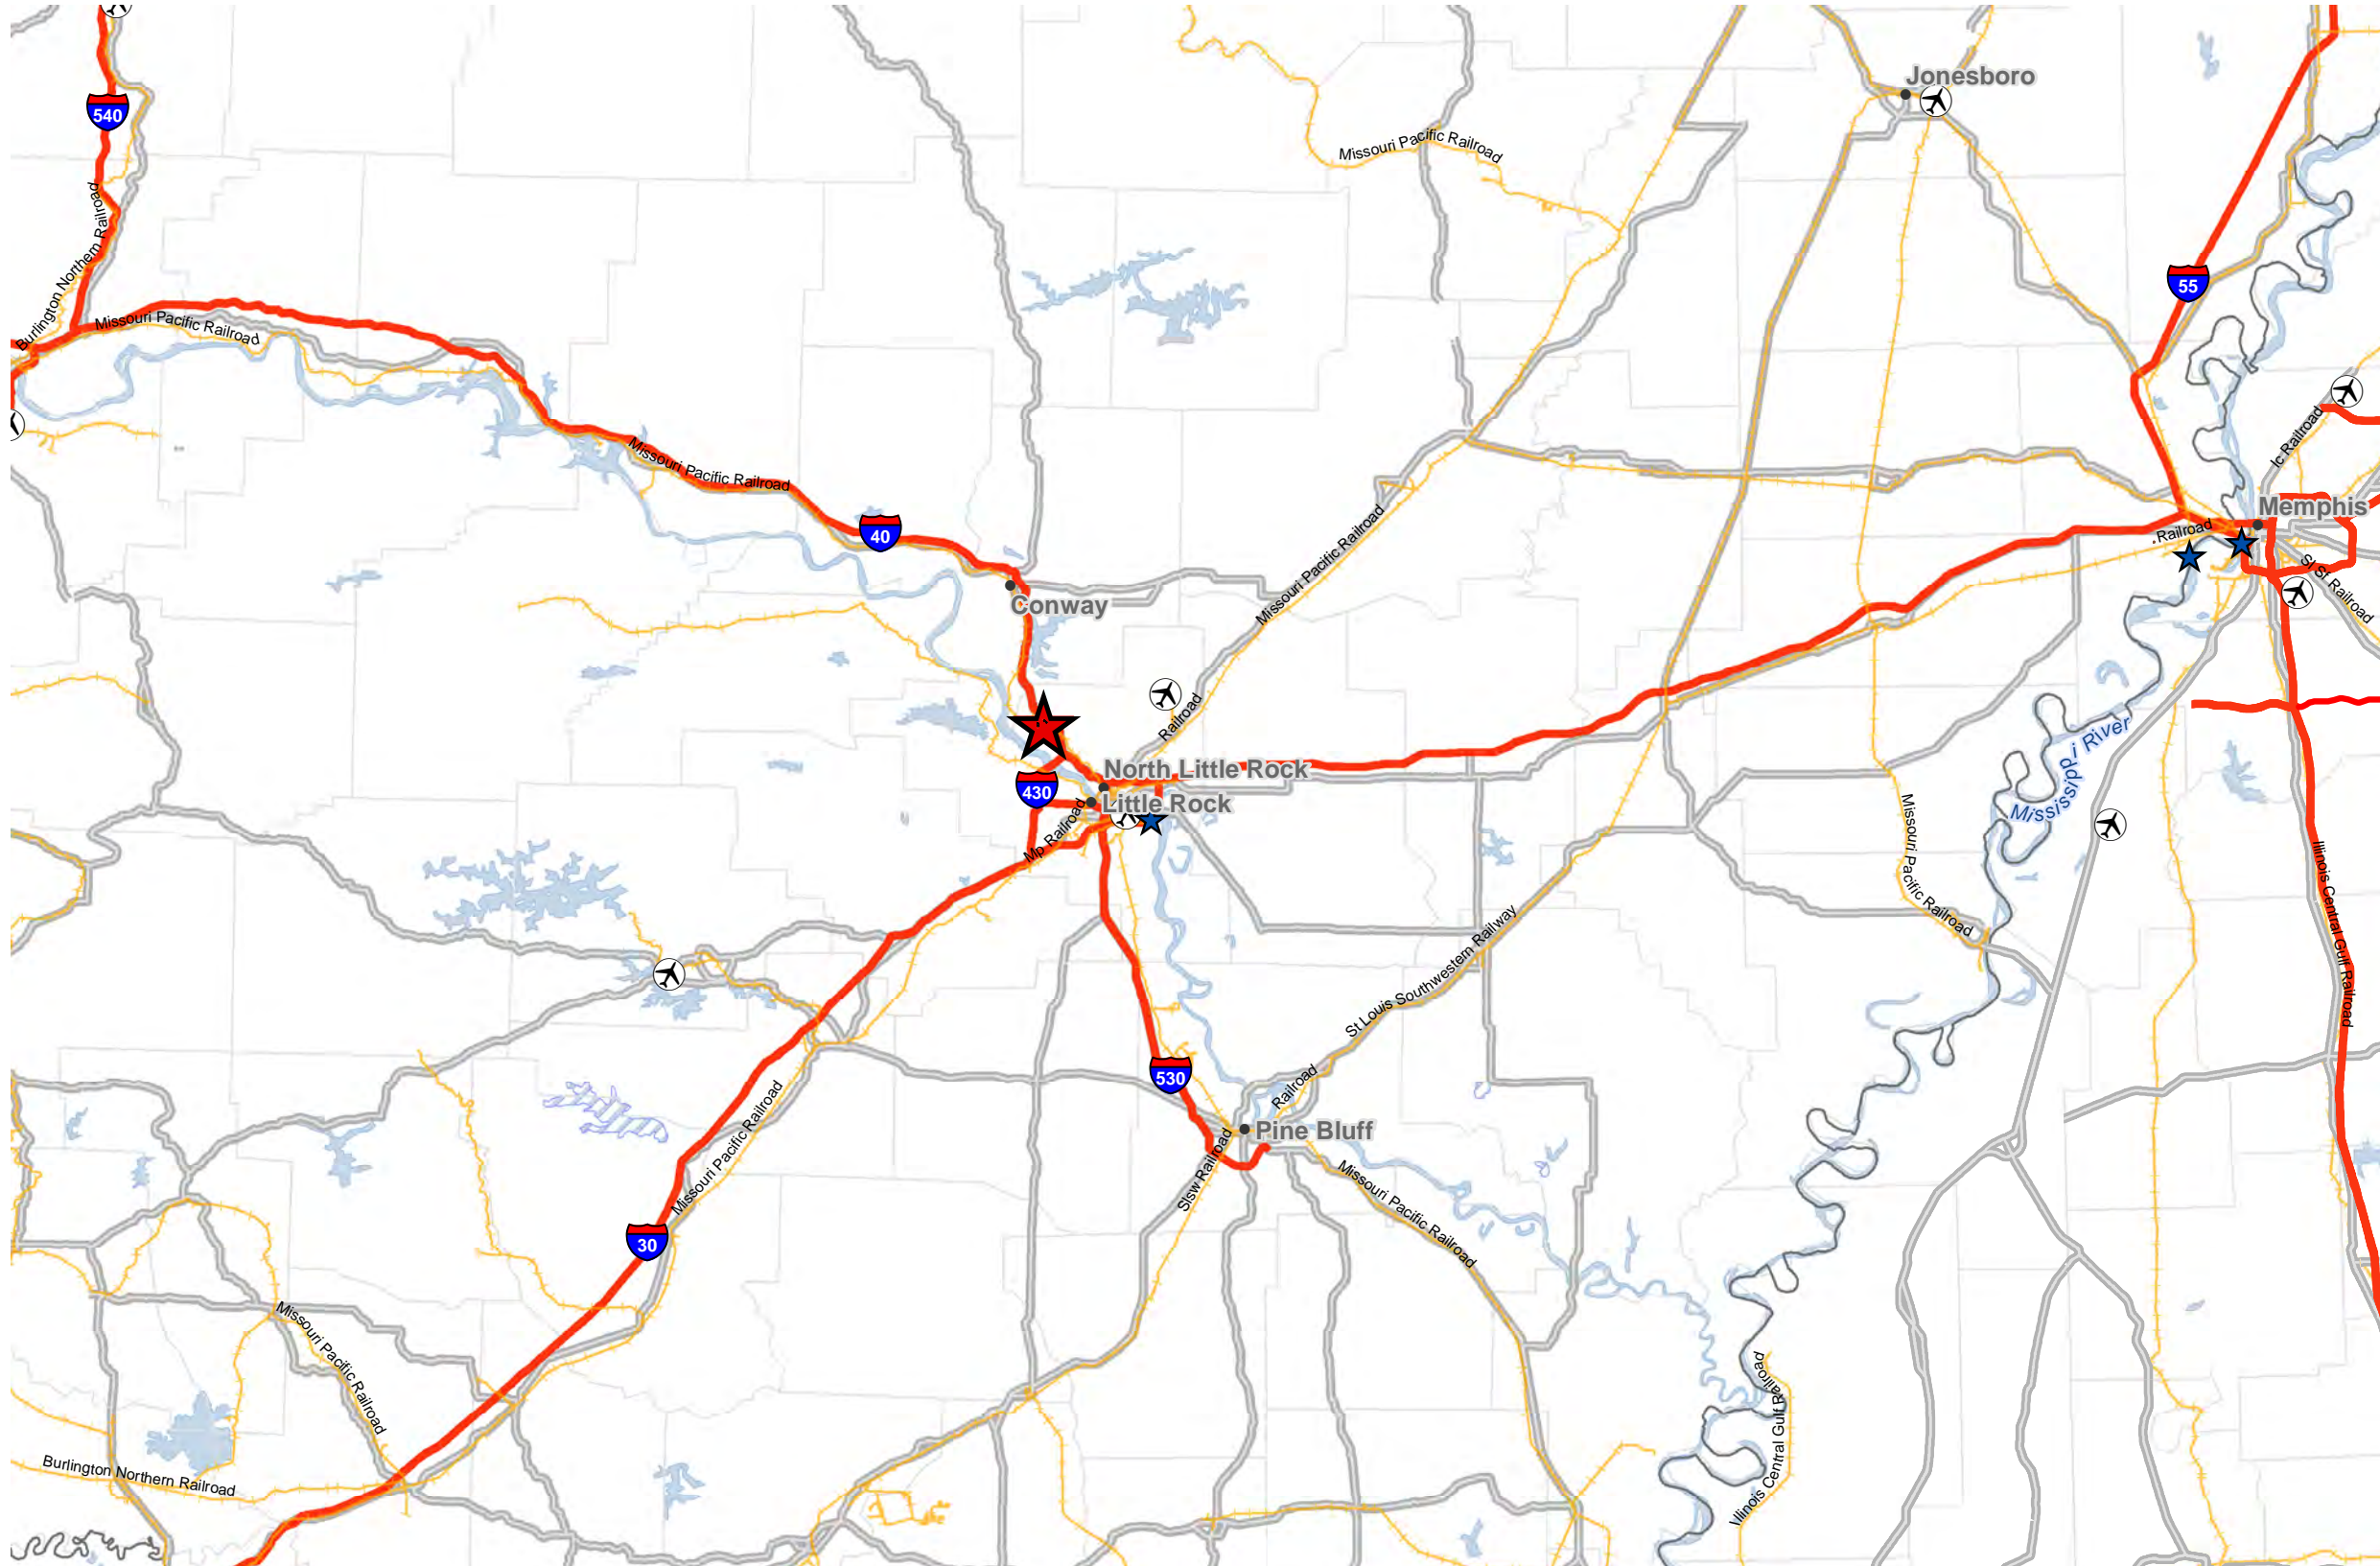 Jonesboro
540
Missouri Pacific Railroad
Burlington Northern Railroad
55
Missouri Pacific Railroad
Ic Railroad
Missouri Pacific Railroad
Memphis
Missouri Pacific Railroad
40
Railroad
Sl Sf Railroad
Conway
Railroad
Mississippi River
North Little Rock
430
Little Rock
Mp Railroad
Missouri Pacific Railroad
Illinois Central Gulf Railroad
St Louis Southwestern Railway
530
Railroad
Missouri Pacific Railroad
Pine Bluff
Slsw Railroad
Missouri Pacific Railroad
30
Missouri Pacific Railroad
Illinois Central Gulf Railroad
Burlington Northern Railroad